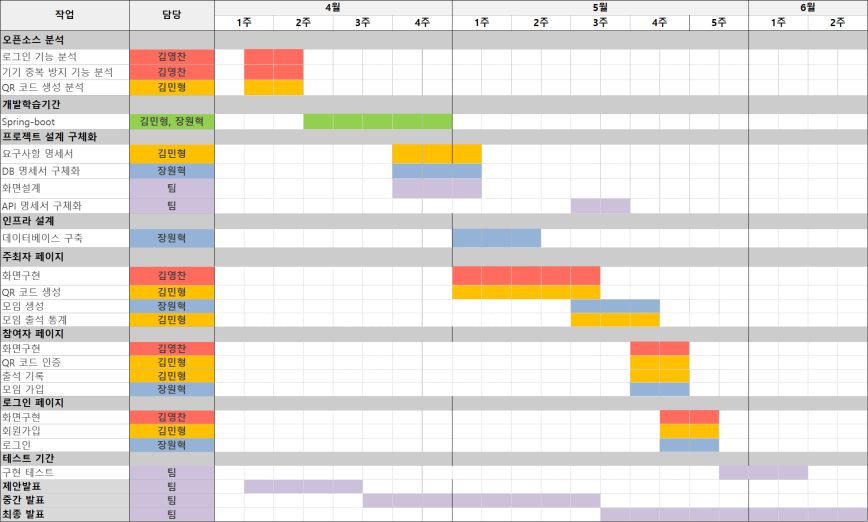 작업 담당 4월 5월 6월
1주 2주 3주 4주 1주 2주 3주 4주 5주 1주 2주
오픈소스 분석
로그인 기능 분석 김영찬
기기 중복 방지 기능 분석 김영찬
QR 코드 생성 분석 김민형
개발학습기간
Spring-boot 김민형, 장원혁
프로젝트 설계 구체화
요구사항 명세서 김민형
DB 명세서 구체화 장원혁
화면설계 팀
API 명세서 구체화 팀
인프라 설계
데이터베이스 구축 장원혁
주최자 페이지
화면구현 김영찬
QR 코드 생성 김민형
모임 생성 장원혁
모임 출석 통계 김민형
참여자 페이지
화면구현 김영찬
QR 코드 인증 김민형
출석 기록 김민형
모임 가입 장원혁
로그인 페이지
화면구현 김영찬
회원가입 김민형
로그인 장원혁
테스트 기간
구현 테스트 팀
제안발표 팀
중간 발표 팀
최종 발표 팀